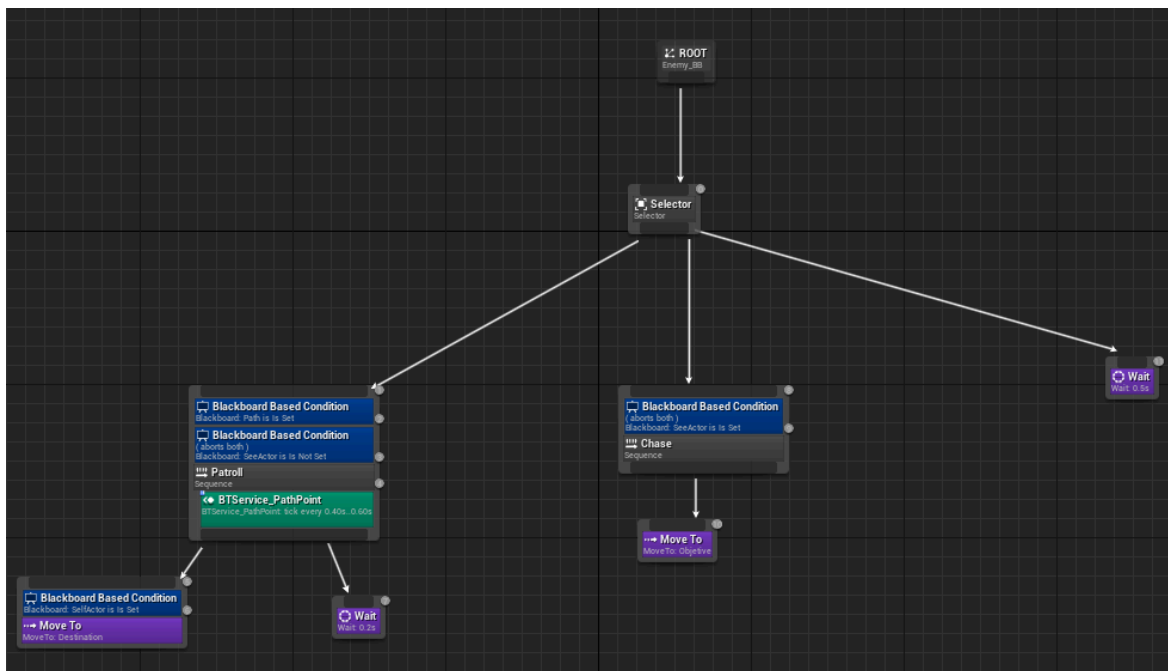 ROOT
Enemy_BB
Selector
Selector
Blackboard Based Condition
Blackboard: Path is Is Set
Blackboard Based Condition
( aborts both )
Blackboard: SeeActor is Is Not Set
Patroll
Sequence
BTService_PathPoint
BTService_PathPoint: tick every 0.40s..0.60s
Blackboard Based Condition
( aborts both )
Blackboard: SeeActor is Is Set
Chase
Sequence
Wait
Wait: 0.5s
Move To
MoveTo: Objetive
Blackboard Based Condition
Blackboard: SelfActor is Is Set
Move To
MoveTo: Destination
Wait
Wait: 0.2s